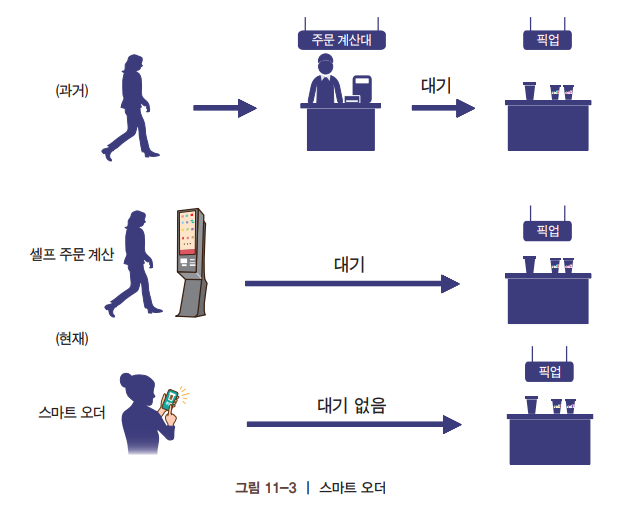 주문 계산대
픽업
(과거)
대기
픽업
셀프 주문 계산
대기
(현재)
픽업
스마트 오더
대기 없음
그림 11-3 | 스마트 오더